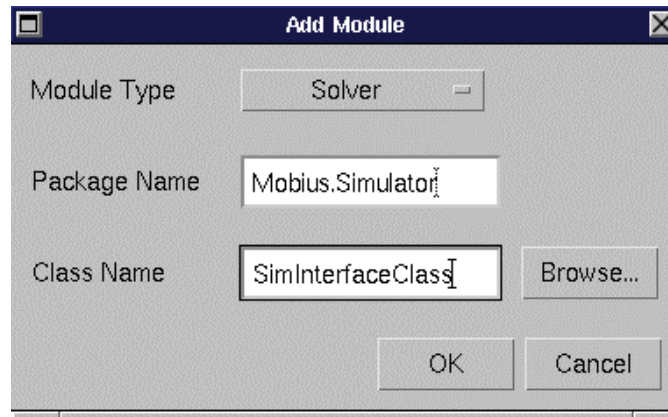 Add Module
Module Type Solver
Package Name Mobius.Simulator
Class Name SimInterfaceClass Browse...
OK Cancel